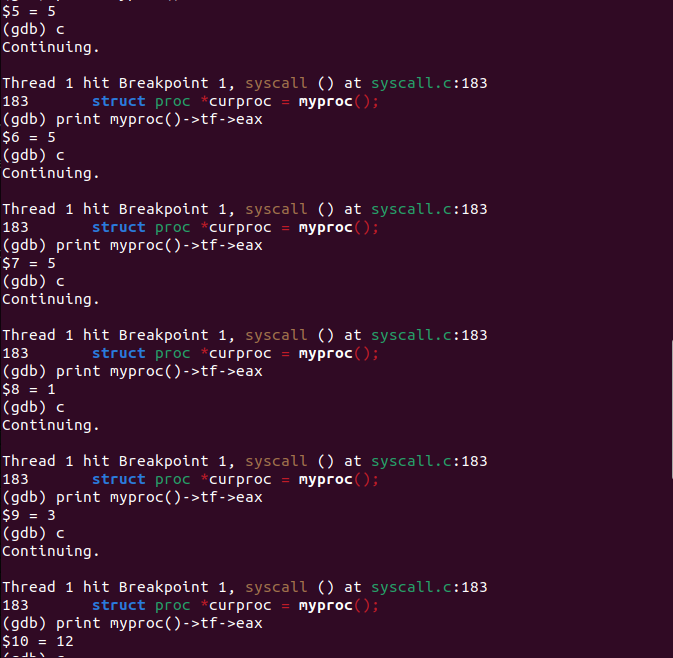 $5 = 5
(gdb) c
Continuing.
Thread 1 hit Breakpoint 1, syscall () at syscall.c:183
183       struct proc *curproc = myproc();
(gdb) print myproc()->tf->eax
$6 = 5
(gdb) c
Continuing.
Thread 1 hit Breakpoint 1, syscall () at syscall.c:183
183       struct proc *curproc = myproc();
(gdb) print myproc()->tf->eax
$7 = 5
(gdb) c
Continuing.
Thread 1 hit Breakpoint 1, syscall () at syscall.c:183
183       struct proc *curproc = myproc();
(gdb) print myproc()->tf->eax
$8 = 1
(gdb) c
Continuing.
Thread 1 hit Breakpoint 1, syscall () at syscall.c:183
183       struct proc *curproc = myproc();
(gdb) print myproc()->tf->eax
$9 = 3
(gdb) c
Continuing.
Thread 1 hit Breakpoint 1, syscall () at syscall.c:183
183       struct proc *curproc = myproc();
(gdb) print myproc()->tf->eax
$10 = 12